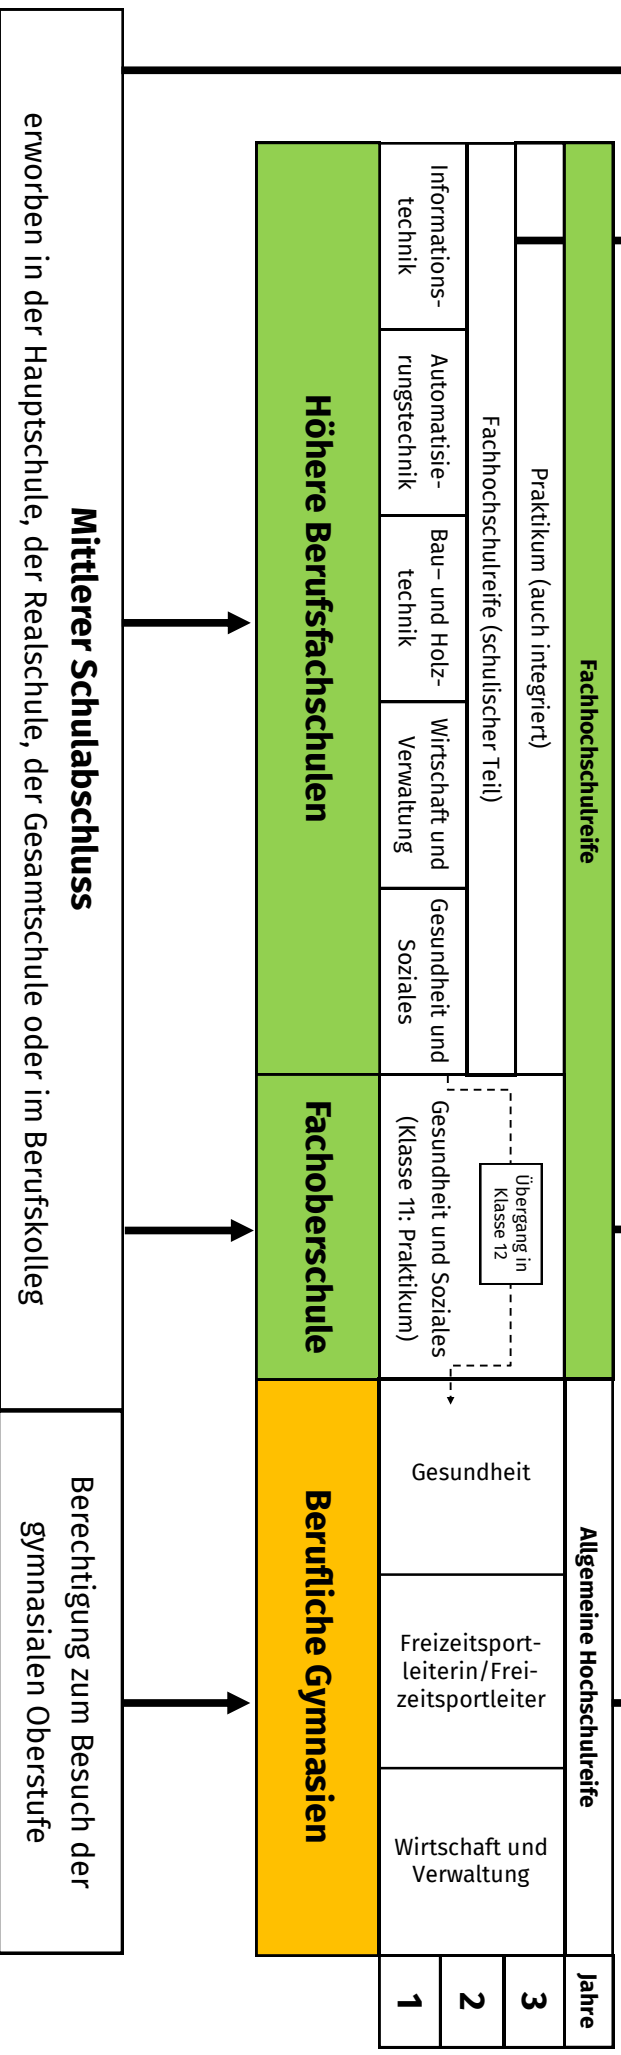 Fachhochschulreife
Allgemeine Hochschulreife
Jahre
Praktikum (auch integriert)
3
Fachhochschulreife (schulischer Teil)
2
Informations-
technik
Automatisie-
rungstechnik
Bau– und Holz-
technik
Wirtschaft und
Verwaltung
Gesundheit und
Soziales
Übergang in
Klasse 12
Gesundheit und Soziales
(Klasse 11: Praktikum)
Gesundheit
Freizeitsport-
leiterin/Frei-
zeitsportleiter
Wirtschaft und
Verwaltung
1
Höhere Berufsfachschulen
Fachoberschule
Berufliche Gymnasien
Mittlerer Schulabschluss
erworben in der Hauptschule, der Realschule, der Gesamtschule oder im Berufskolleg
Berechtigung zum Besuch der
gymnasialen Oberstufe